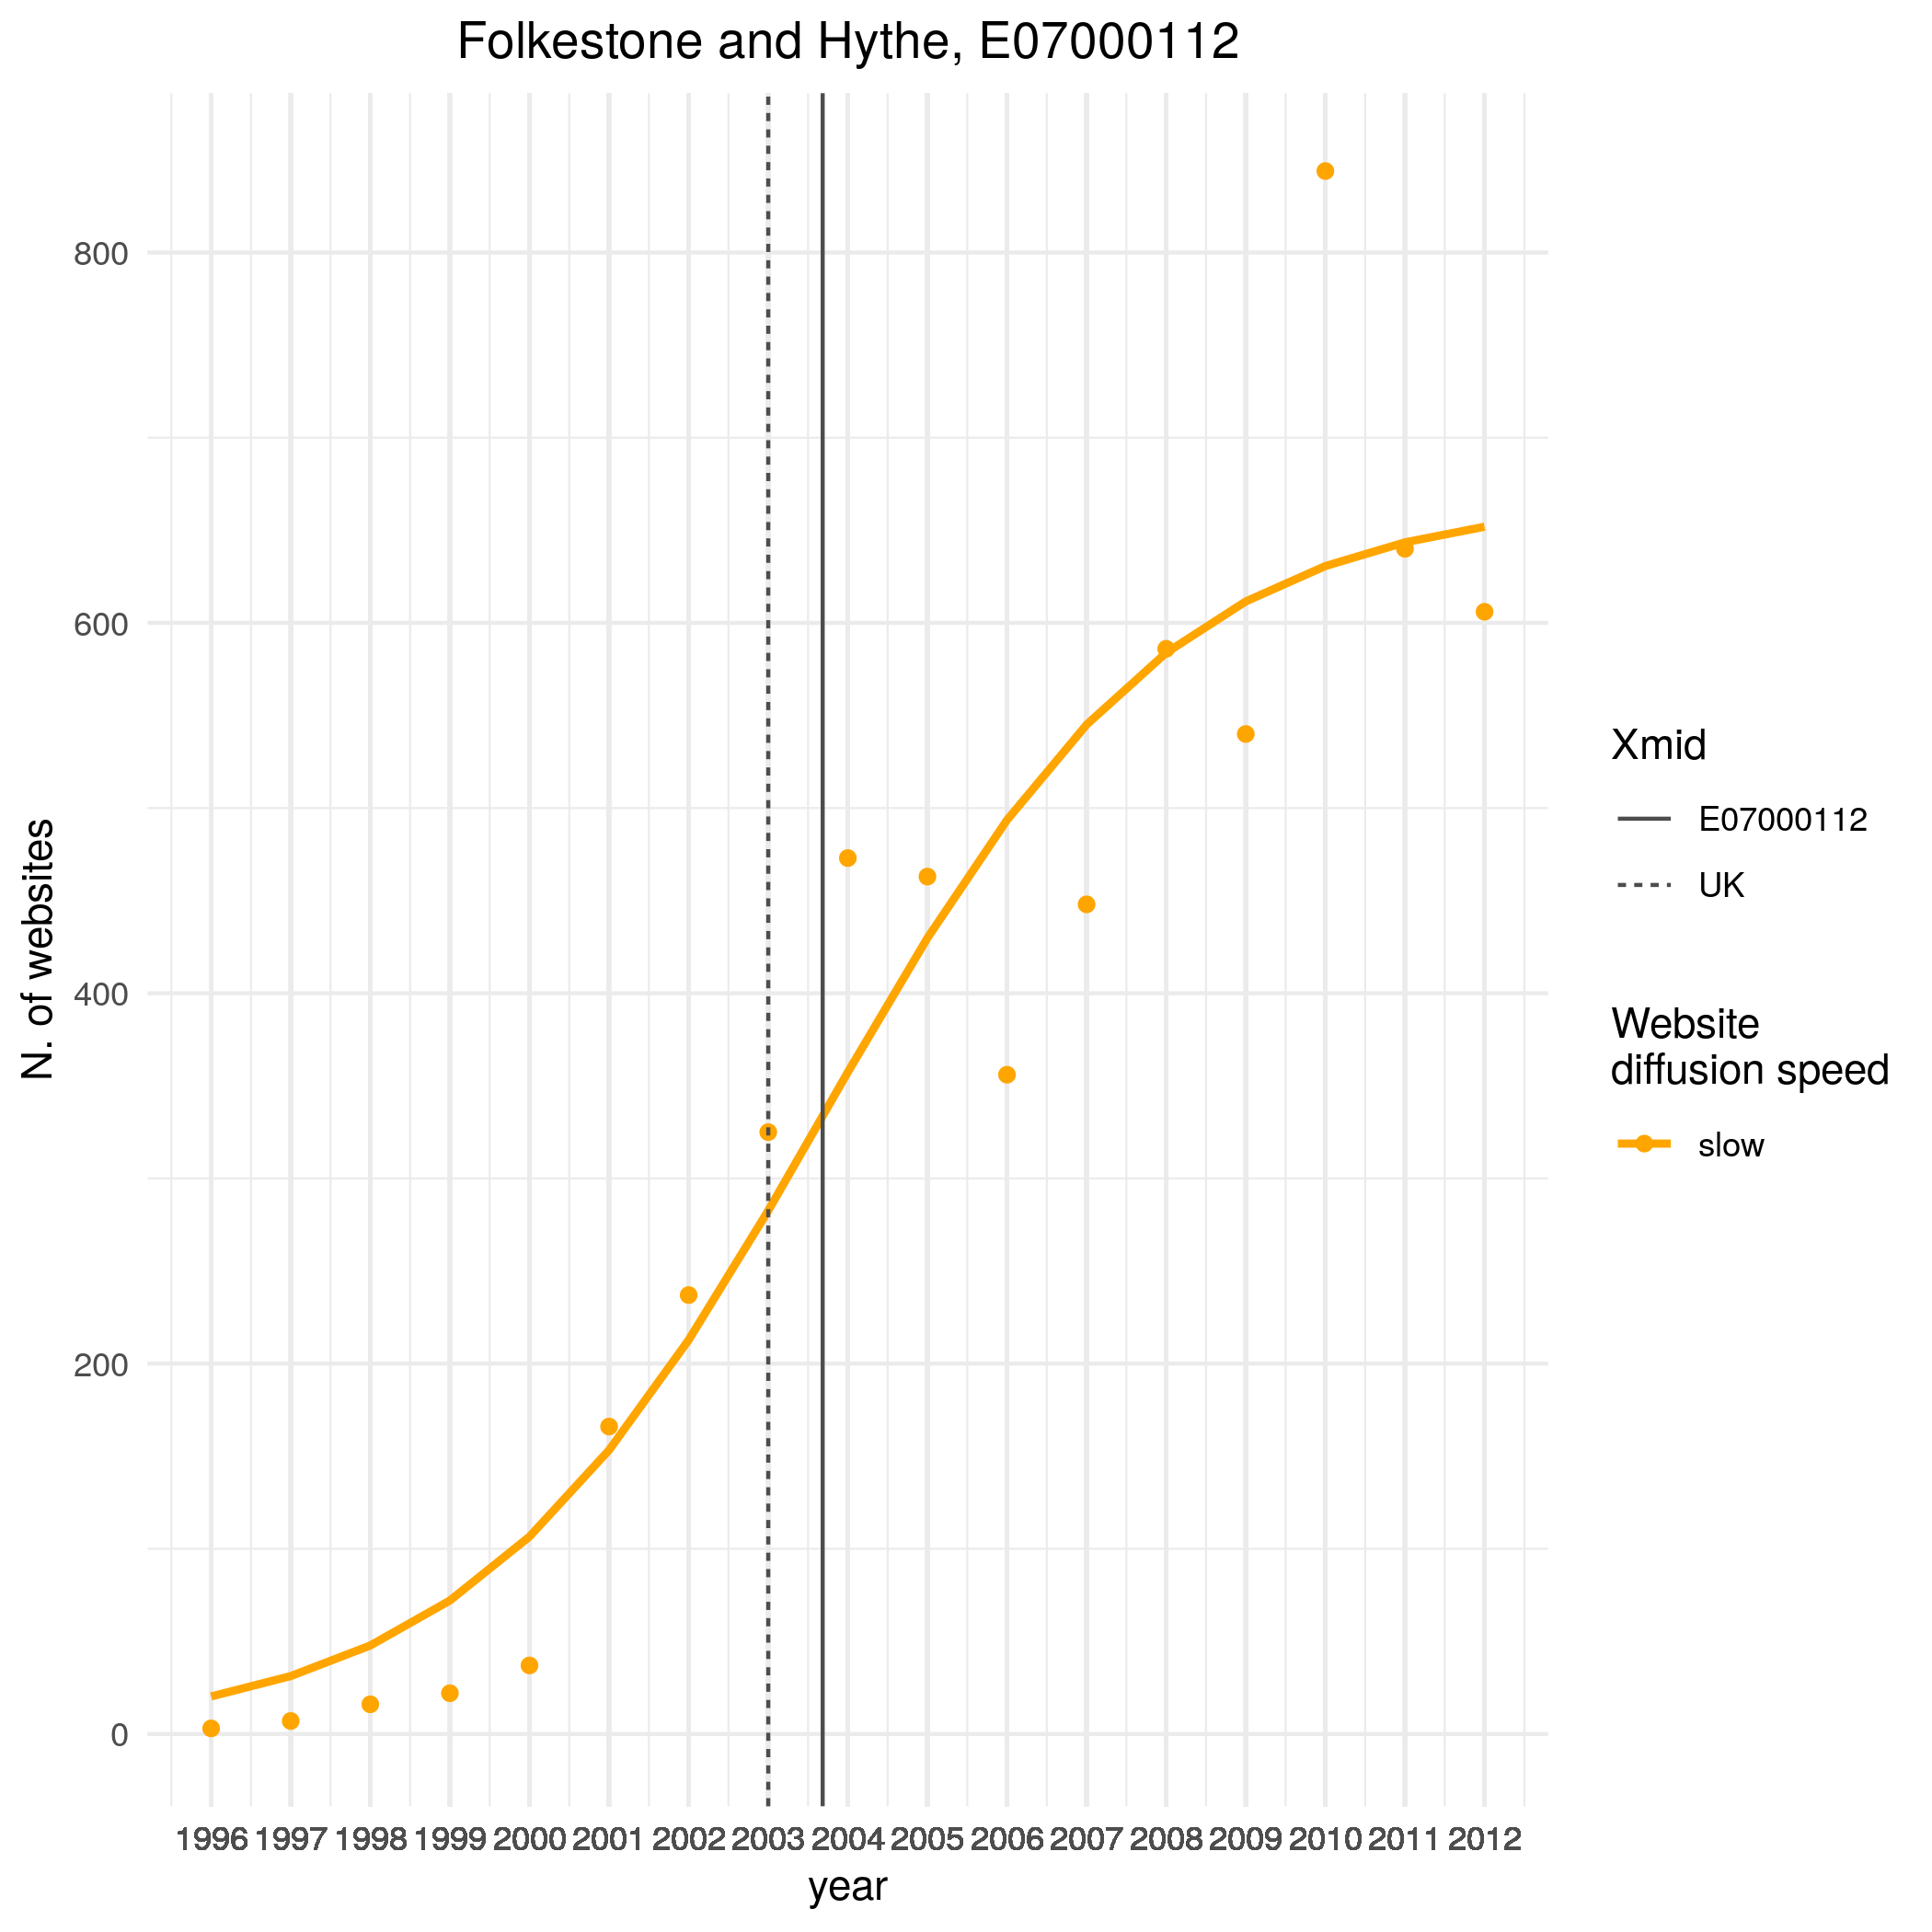 Folkestone and Hythe, E07000112
800
600
400
200
0
N. of websites
1996 1997 1998 1999 2000 2001 2002 2003 2004 2005 2006 2007 2008 2009 2010 2011 2012
year
Xmid
E07000112
UK
Website
diffusion speed
slow